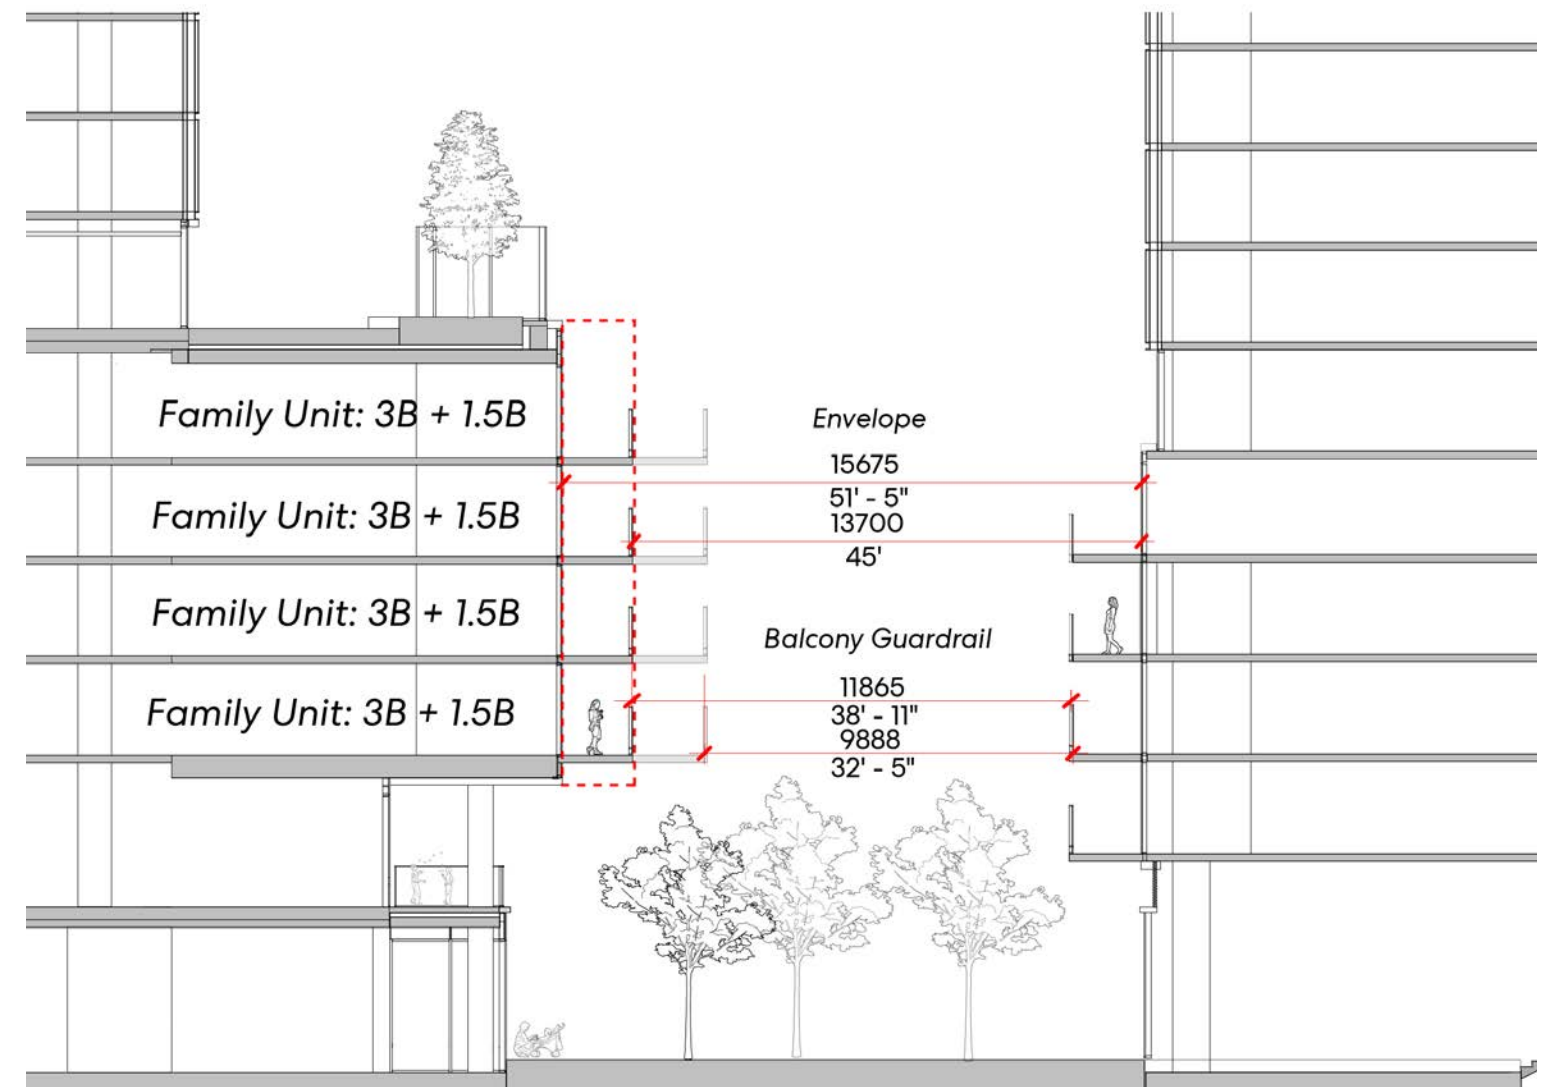 Family Unit: 3B + 1.5B
Envelope
15675
51' - 5"
Family Unit: 3B + 1.5B
13700
45'
Family Unit: 3B + 1.5B
Balcony Guardrail
11865
38' - 11"
Family Unit: 3B + 1.5B
9888
32' - 5"